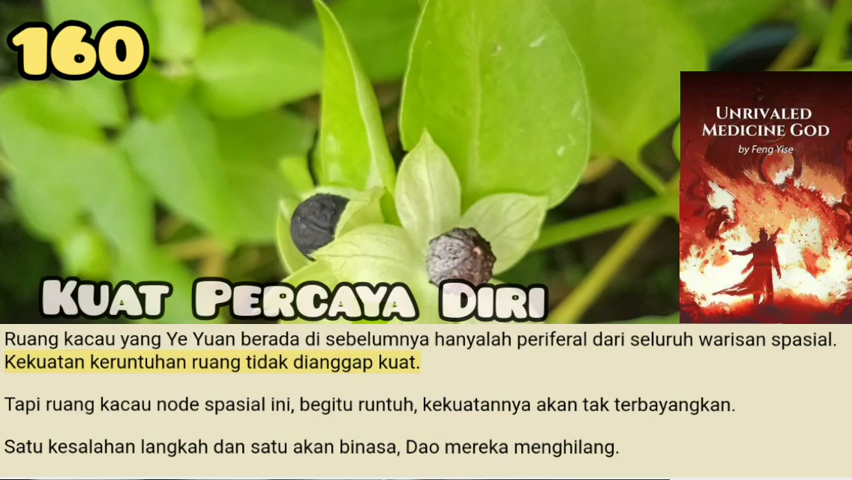 160
UNRIVALED
MEDICINE GOD
by Feng Yise
KUAT PERCAYA DIRI
Ruang kacau yang Ye Yuan berada di sebelumnya hanyalah periferal dari seluruh warisan spasial.
Kekuatan keruntuhan ruang tidak dianggap kuat.
Tapi ruang kacau node spasial ini, begitu runtuh, kekuatannya akan tak terbayangkan.
Satu kesalahan langkah dan satu akan binasa, Dao mereka menghilang.